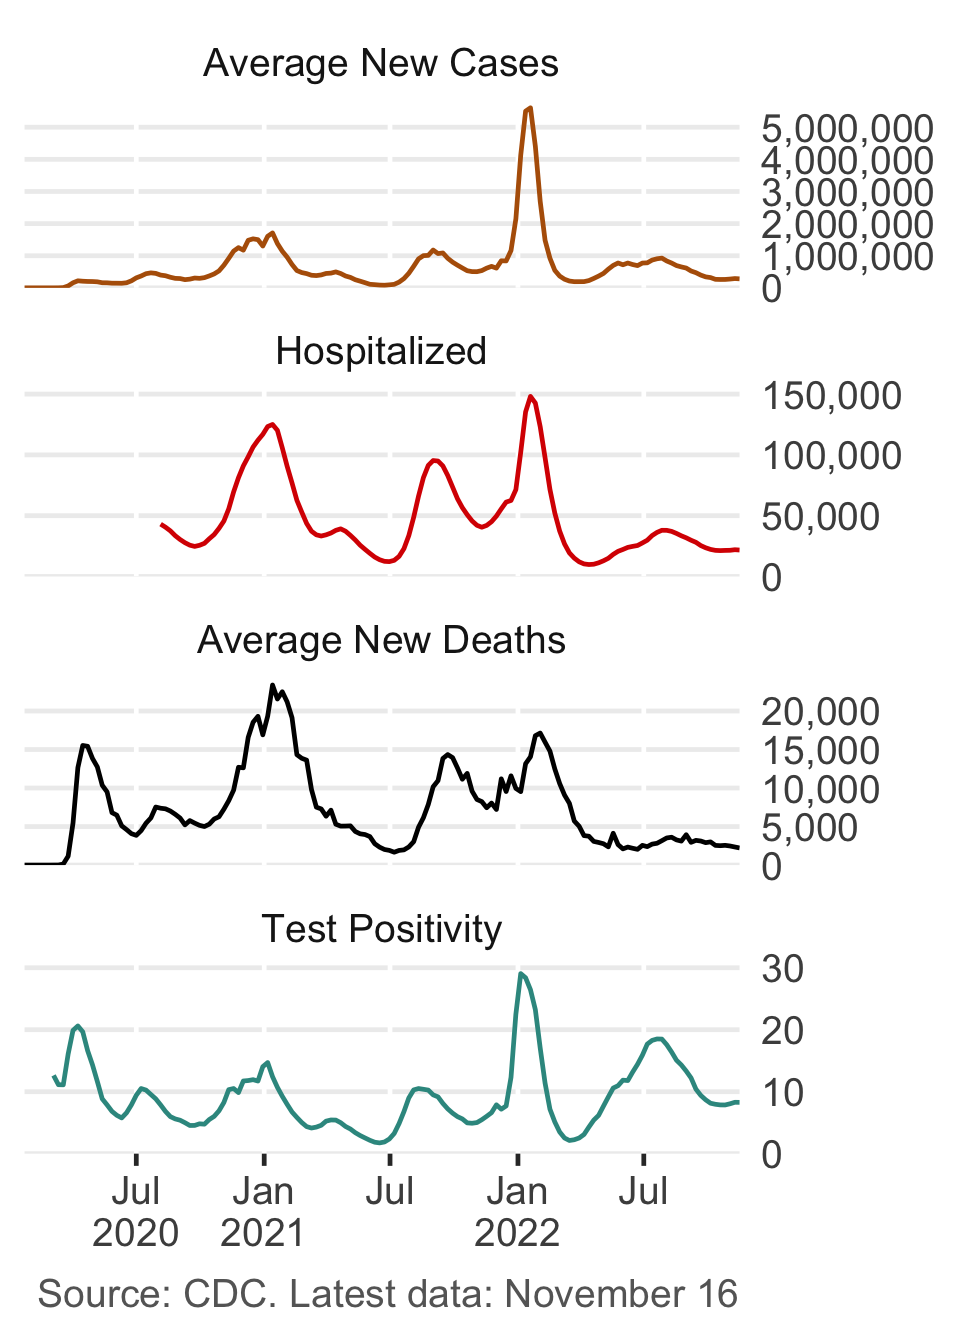 Average New Cases
5,000,000
4,000,000
3,000,000
2,000,000
1,000,000
0
Hospitalized
150,000
100,000
50,000
0
Average New Deaths
20,000
15,000
10,000
5,000
0
Test Positivity
30
20
10
0
Jul Jan Jul Jan Jul
2020 2021 2022
Source: CDC. Latest data: November 16